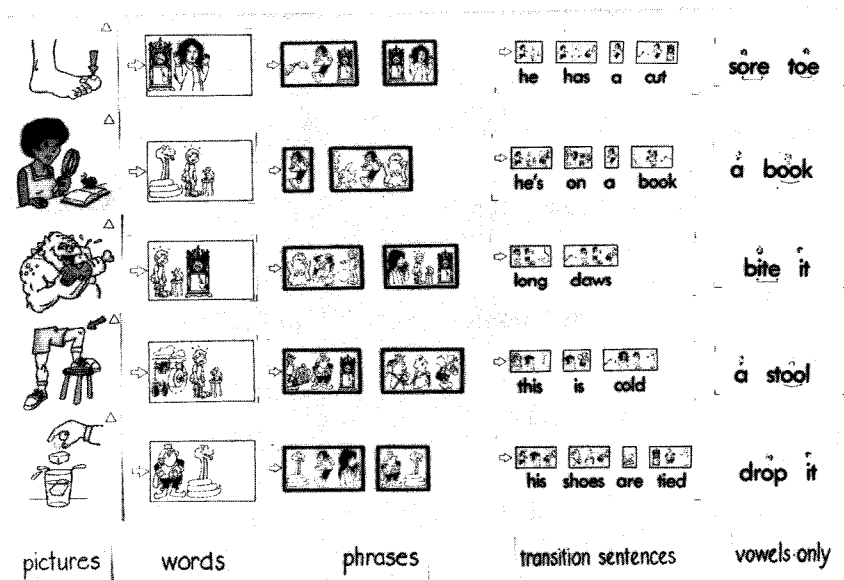 he has a cut
sore toe
he's on a book
a book
long claws
bite it
this is cold
a stool
his shoes are tied
drop it
pictures words phrases transition sentences vowels only